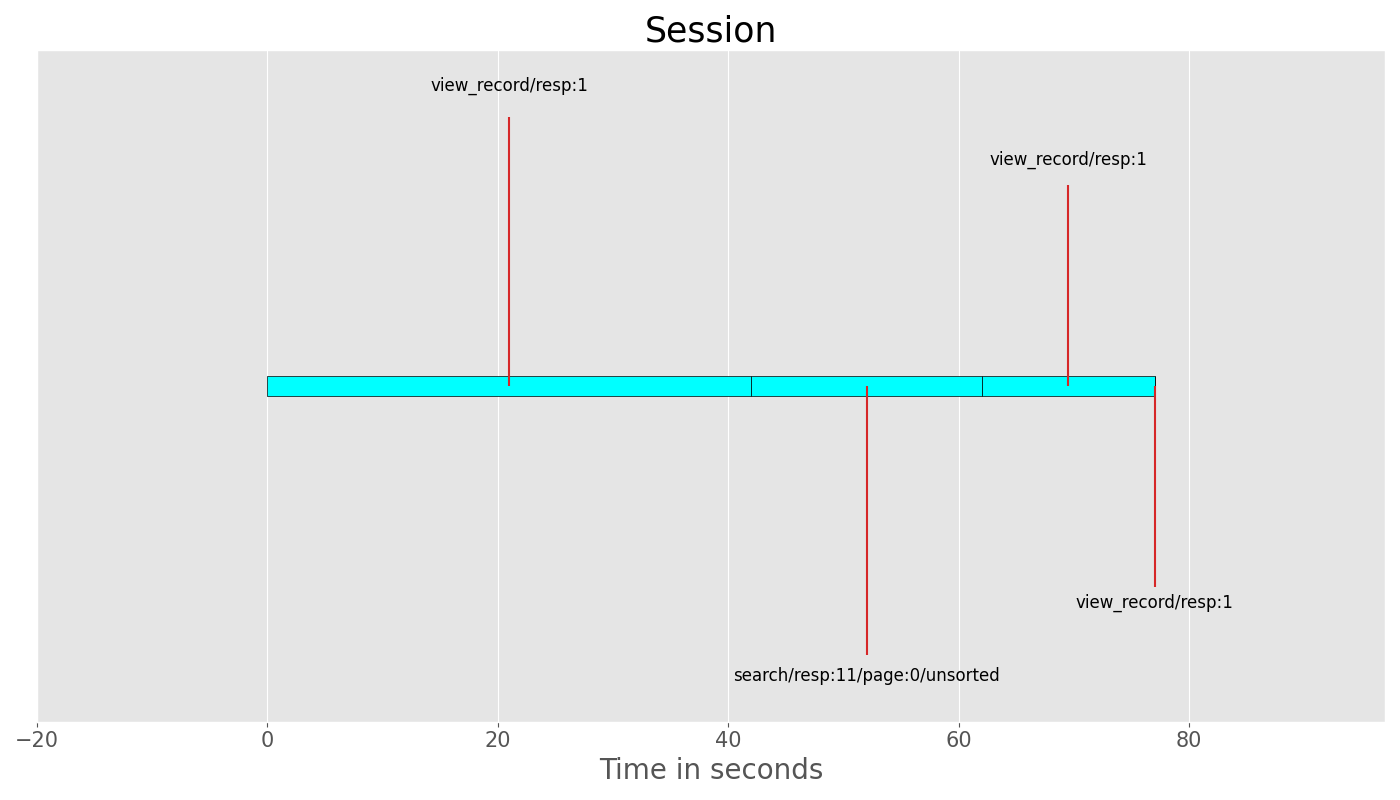 Session
view_record/resp:1
view_record/resp:1
view_record/resp:1
search/resp:11/page:0/unsorted
−20 0 20 40 60 80
Time in seconds